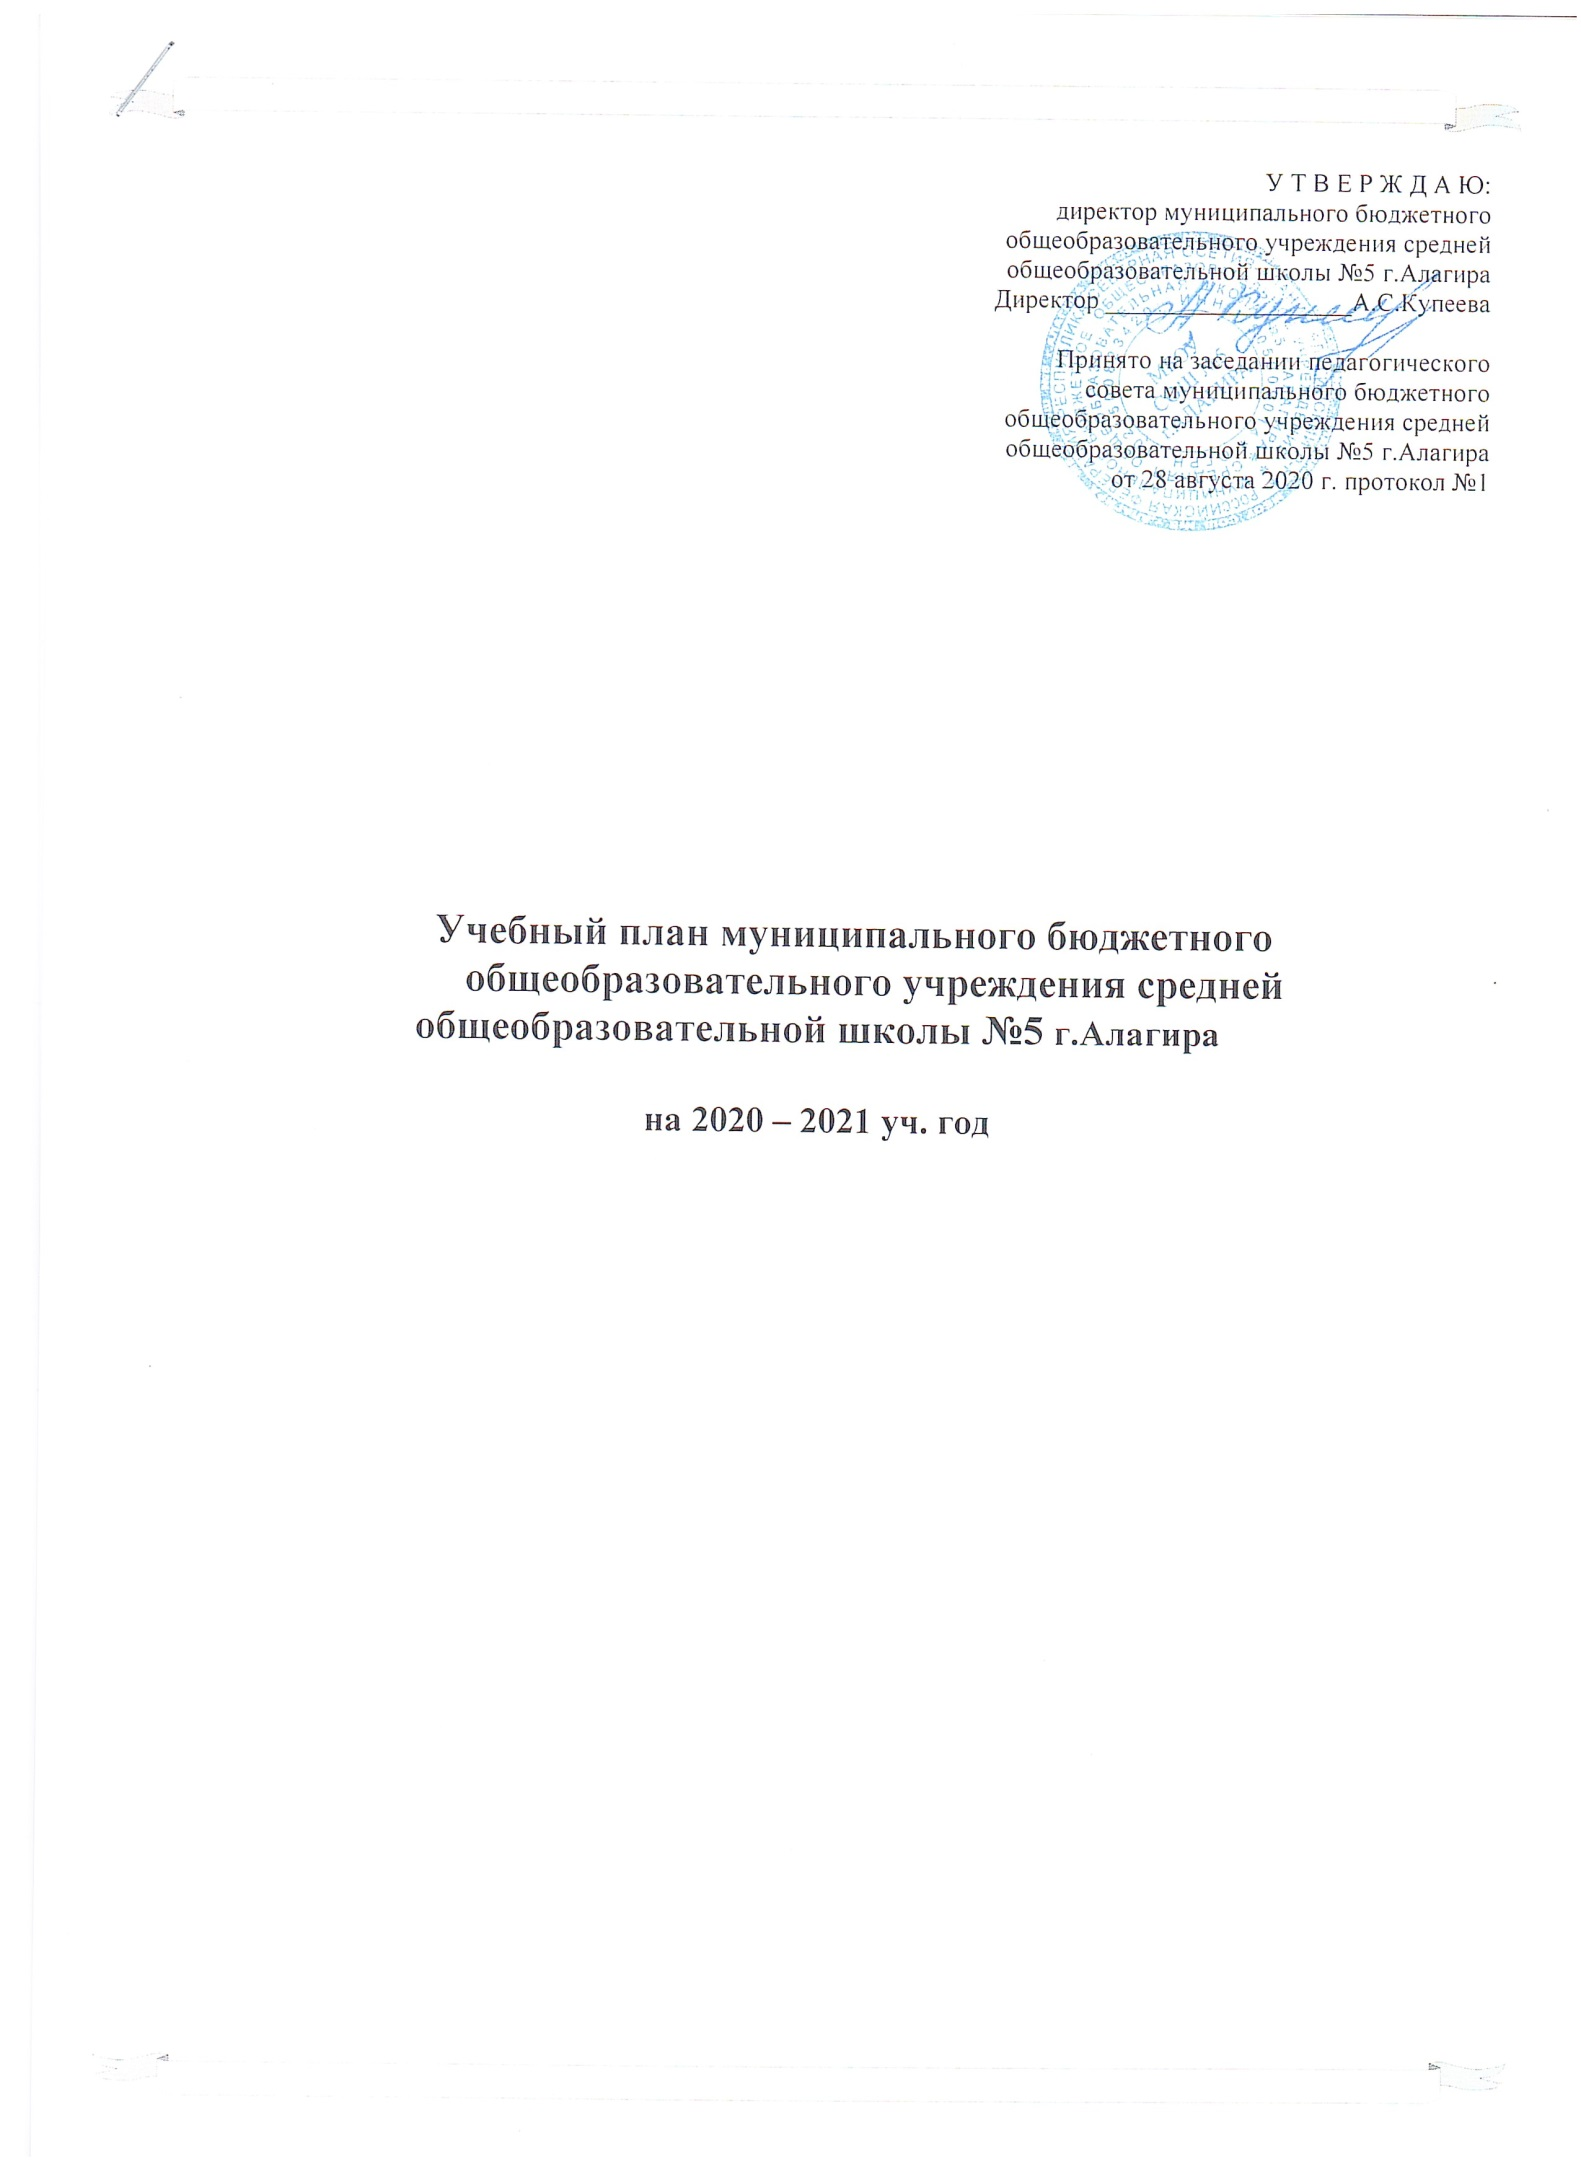 У Т В Е Р Ж Д А Ю:
директор муниципального бюджетного
общеобразовательного учреждения средней
общеобразовательной школы №5 г.Алагира
Директор____________________А.С.Купеева
Принято на заседании педагогического
совета муниципального бюджетного
общеобразовательного учреждения средней
общеобразовательной школы №5 г.Алагира
от 28 августа 2020 г. протокол №1
Учебный план муниципального бюджетного
общеобразовательного учреждения средней
общеобразовательной школы №5 г.Алагира
на 2020 – 2021 уч. год